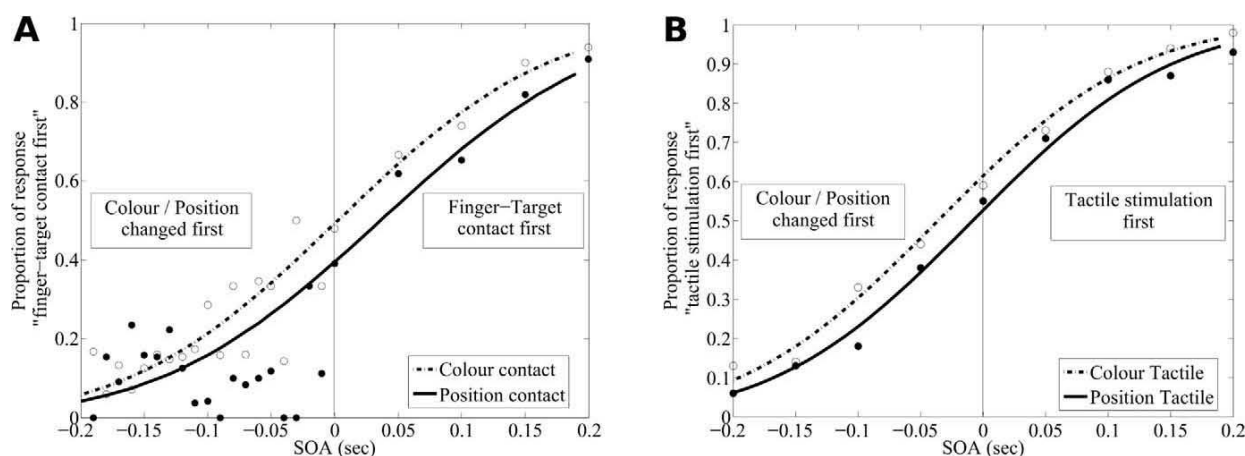 A
Proportion of response
"finger−target contact first"
1
0.8
0.6
0.4
0.2
0
Colour / Position
changed first
Finger−Target
contact first
Colour contact
Position contact
−0.2
−0.15
−0.1
−0.05
0
0.05
0.1
0.15
0.2
SOA (sec)
B
Proportion of response
"tactile stimulation first"
1
0.9
0.8
0.7
0.6
0.5
0.4
0.3
0.2
0.1
0
Colour / Position
changed first
Tactile stimulation
first
Colour Tactile
Position Tactile
−0.2
−0.15
−0.1
−0.05
0
0.05
0.1
0.15
0.2
SOA (sec)